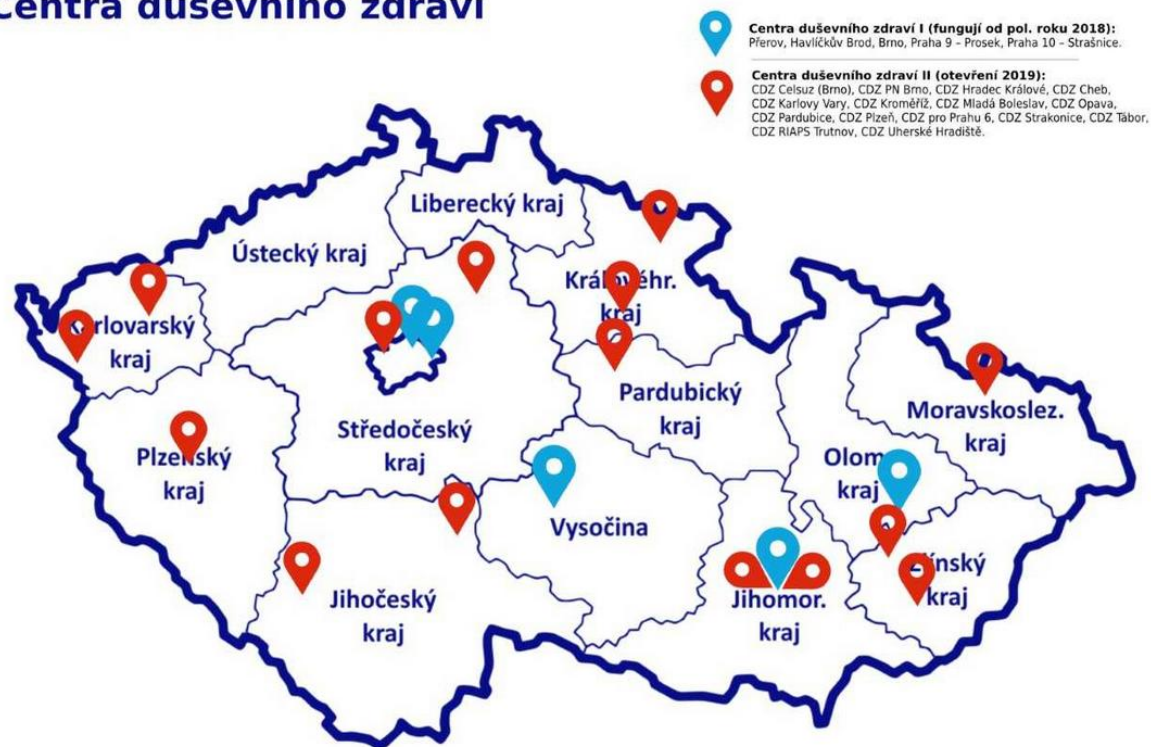 Centra duševního zdraví
Centra duševního zdraví I (fungují od pol. roku 2018):
Přerov, Havlíčkův Brod, Brno, Praha 9 – Prosek, Praha 10 – Strašnice.
Centra duševního zdraví II (otevření 2019):
CDZ Celsuz (Brno), CDZ PN Brno, CDZ Hradec Králové, CDZ Cheb,
CDZ Karlovy Vary, CDZ Kroměříž, CDZ Mladá Boleslav, CDZ Opava,
CDZ Pardubice, CDZ Plzeň, CDZ pro Prahu 6, CDZ Strakonice, CDZ Tábor,
CDZ RIAPS Trutnov, CDZ Uherské Hradiště.
Liberecký kraj
Ústecký kraj
Královéhr.
kraj
Karlovarský
kraj
Pardubický
kraj
Moravskoslez.
kraj
Středočeský
kraj
Plzeňský
kraj
Olom
kraj
Vysočina
Zlínský
kraj
Jihočeský
kraj
Jihomor.
kraj